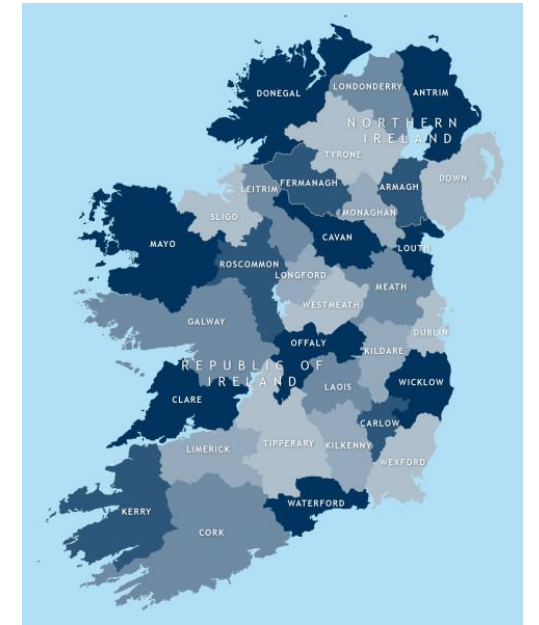 DONEGAL
LONDONDERRY
ANTRIM
NORTHERN
IRELAND
TYRONE
FERMANAGH
ARMAGH
DOWN
LEITRIM
MONAGHAN
SLIGO
CAVAN
LOUTH
MAYO
ROSCOMMON
LONGFORD
MEATH
WESTMEATH
GALWAY
DUBLIN
OFFALY
KILDARE
REPUBLIC OF
IRELAND
LAOIS
WICKLOW
CLARE
CARLOW
TIPPERARY
KILKENNY
LIMERICK
WEXFORD
WATERFORD
KERRY
CORK